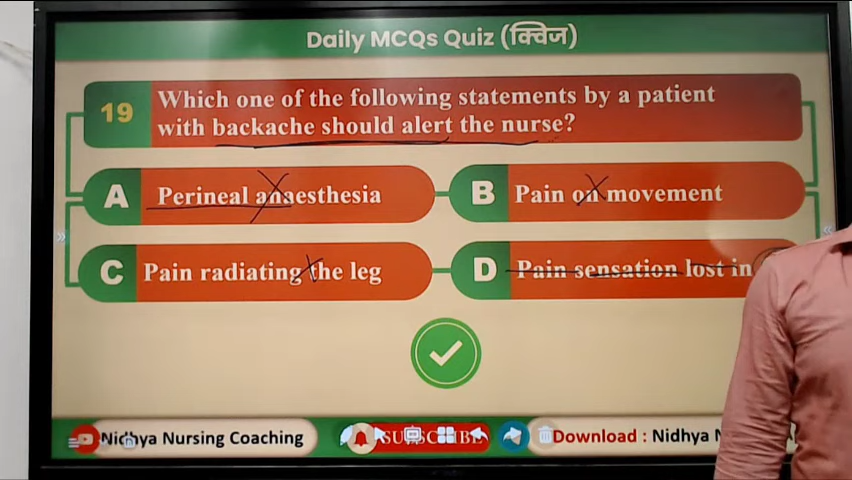 Daily MCQs Quiz (क्विज)
19 Which one of the following statements by a patient
with backache should alert the nurse?
A Perineal anaesthesia
B Pain on movement
C Pain radiating the leg
D Pain sensation lost in
Nidhya Nursing Coaching
SUBSCRIBE
Download : Nidhya